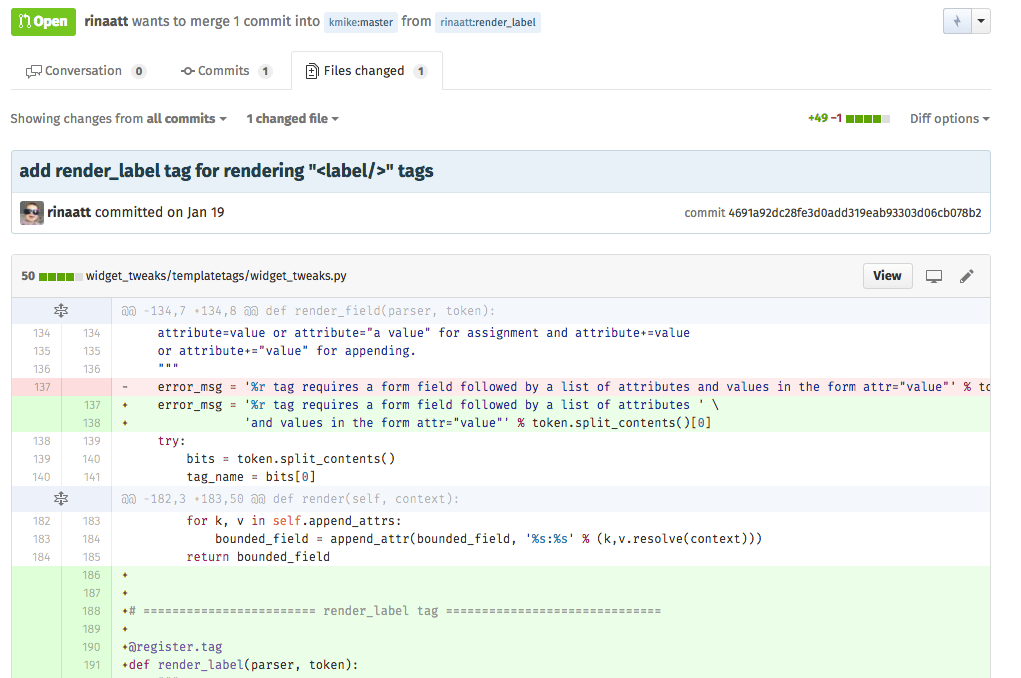 Open rinaatt wants to merge 1 commit into kmike:master from rinaatt:render_label
Conversation 0 Commits 1 Files changed 1
Showing changes from all commits 1 changed file +49 −1 Diff options
add render_label tag for rendering "<label/>" tags
rinaatt committed on Jan 19 commit 4691a92dc28fe3d0add319eab93303d06cb078b2
50 widget_tweaks/templatetags/widget_tweaks.py View
@@ -134,7 +134,8 @@ def render_field(parser, token):
134 134 attribute=value or attribute="a value" for assignment and attribute+=value
135 135 or attribute+="value" for appending.
136 136 """
137 - error_msg = '%r tag requires a form field followed by a list of attributes and values in the form attr="value"' % to
137 + error_msg = '%r tag requires a form field followed by a list of attributes ' \
138 + 'and values in the form attr="value"' % token.split_contents()[0]
138 139 try:
139 140 bits = token.split_contents()
140 141 tag_name = bits[0]
@@ -182,3 +183,50 @@ def render(self, context):
182 183 for k, v in self.append_attrs:
183 184 bounded_field = append_attr(bounded_field, '%s:%s' % (k,v.resolve(context)))
184 185 return bounded_field
186 +
187 +
188 +# ======================== render_label tag ==============================
189 +
190 +@register.tag
191 +def render_label(parser, token):